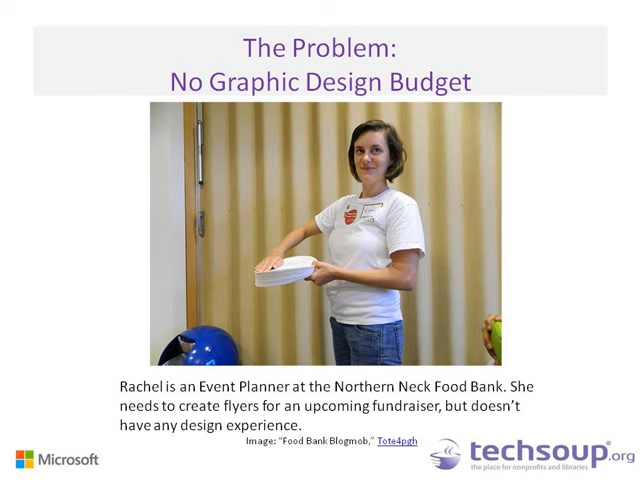 The Problem:
No Graphic Design Budget
Rachel is an Event Planner at the Northern Neck Food Bank. She
needs to create flyers for an upcoming fundraiser, but doesn't
have any design experience.
Image: "Food Bank Blogmob," Tote4pgh
Microsoft
techsoup.org
the place for nonprofits and libraries